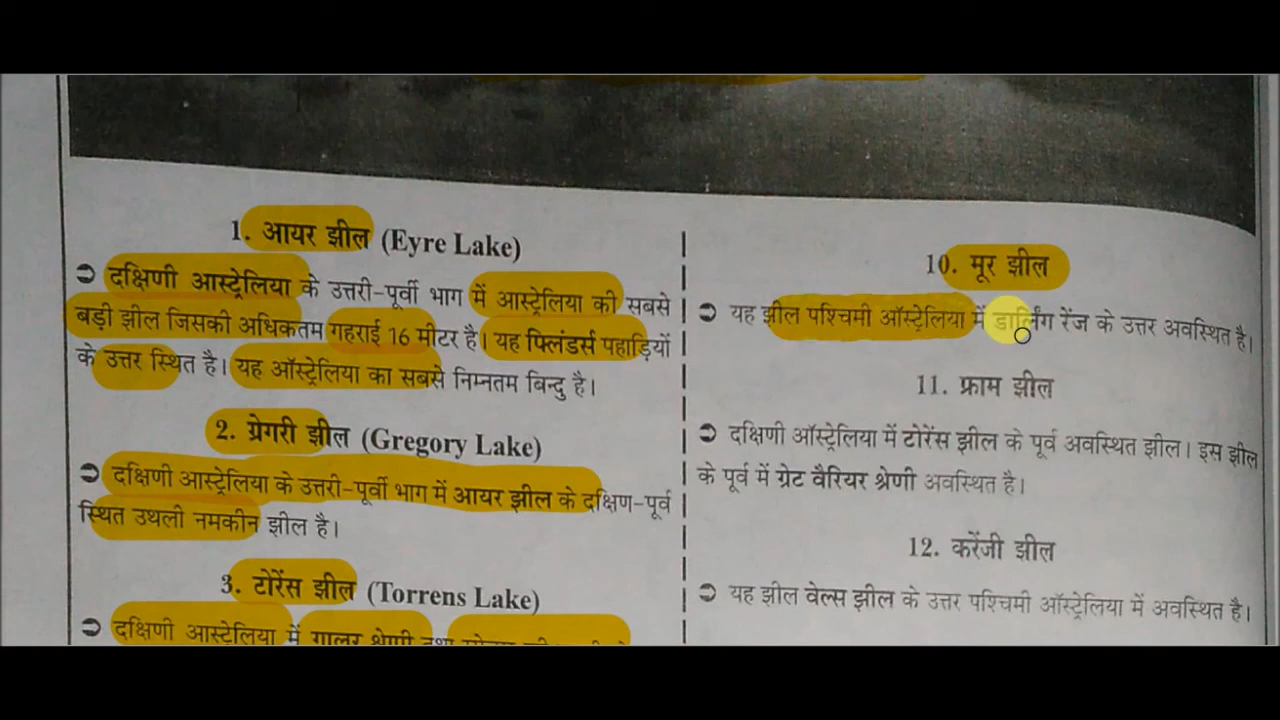 1. आयर झील (Eyre Lake)
➲ दक्षिणी आस्ट्रेलिया के उत्तरी-पूर्वी भाग में आस्ट्रेलिया की सबसे
बड़ी झील जिसकी अधिकतम गहराई 16 मीटर है। यह फ्लिंडर्स पहाड़ियों
के उत्तर स्थित है। यह ऑस्ट्रेलिया का सबसे निम्नतम बिन्दु है।
2. ग्रेगरी झील (Gregory Lake)
➲ दक्षिणी आस्ट्रेलिया के उत्तरी-पूर्वी भाग में आयर झील के दक्षिण-पूर्व
स्थित उथली नमकीन झील है।
3. टोरेंस झील (Torrens Lake)
➲ दक्षिणी आस्ट्रेलिया में गालर श्रेणी तथा
10. मूर झील
➲ यह झील पश्चिमी ऑस्ट्रेलिया में डार्लिंग रेंज के उत्तर अवस्थित है।
11. फ्राम झील
➲ दक्षिणी ऑस्ट्रेलिया में टोरेंस झील के पूर्व अवस्थित झील। इस झील
के पूर्व में ग्रेट वैरियर श्रेणी अवस्थित है।
12. करेंजी झील
➲ यह झील वेल्स झील के उत्तर पश्चिमी ऑस्ट्रेलिया में अवस्थित है।